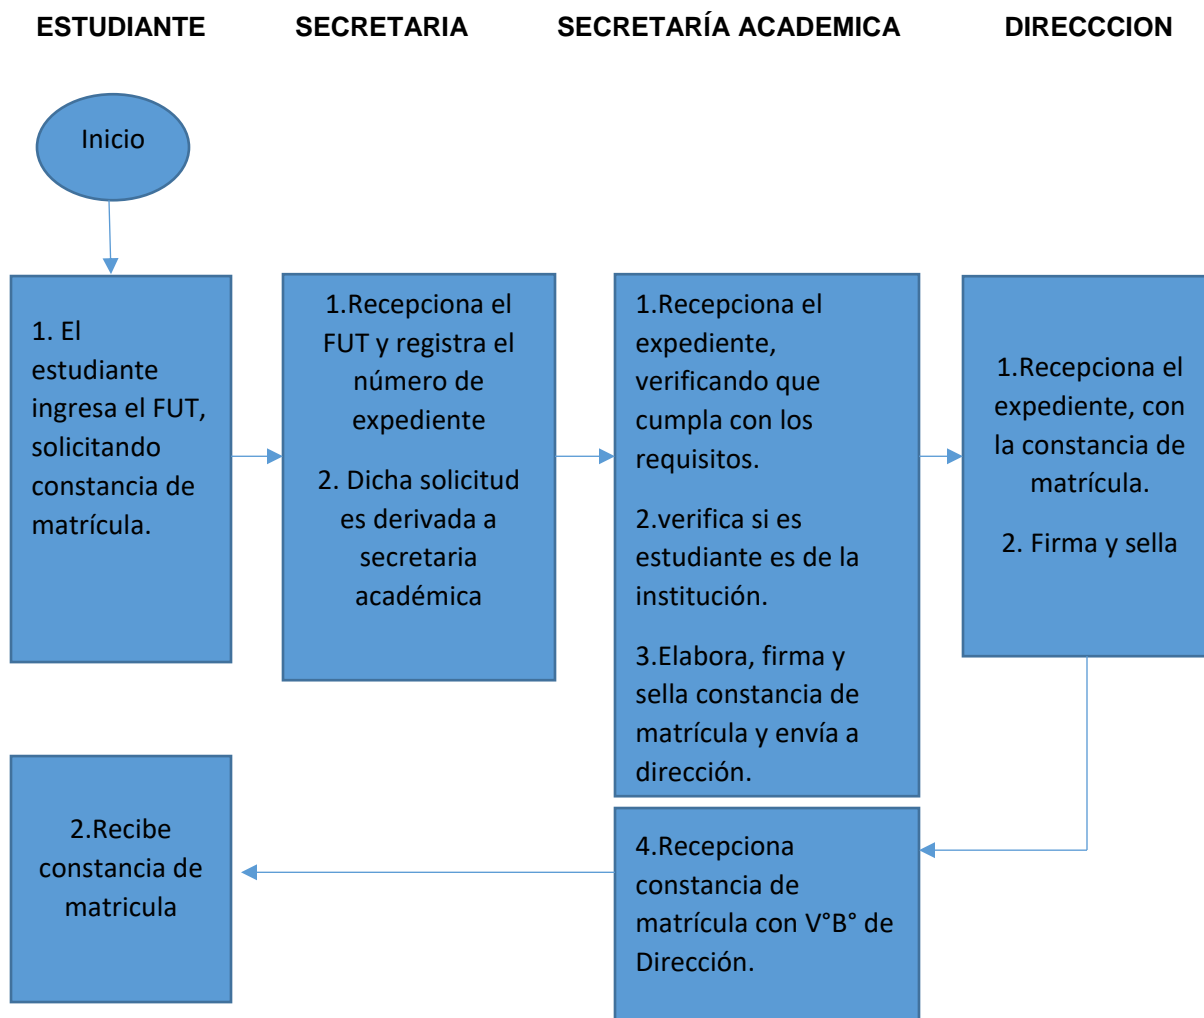 ESTUDIANTE SECRETARIA SECRETARÍA ACADEMICA DIRECCCION
Inicio
1. El
estudiante
ingresa el FUT,
solicitando
constancia de
matrícula.
1.Recepciona el
FUT y registra el
número de
expediente
2. Dicha solicitud
es derivada a
secretaria
académica
1.Recepciona el
expediente,
verificando que
cumpla con los
requisitos.
2.verifica si es
estudiante es de la
institución.
3.Elabora, firma y
sella constancia de
matrícula y envía a
dirección.
1.Recepciona el
expediente, con
la constancia de
matrícula.
2. Firma y sella
4.Recepciona
constancia de
matrícula con V°B° de
Dirección.
2.Recibe
constancia de
matricula